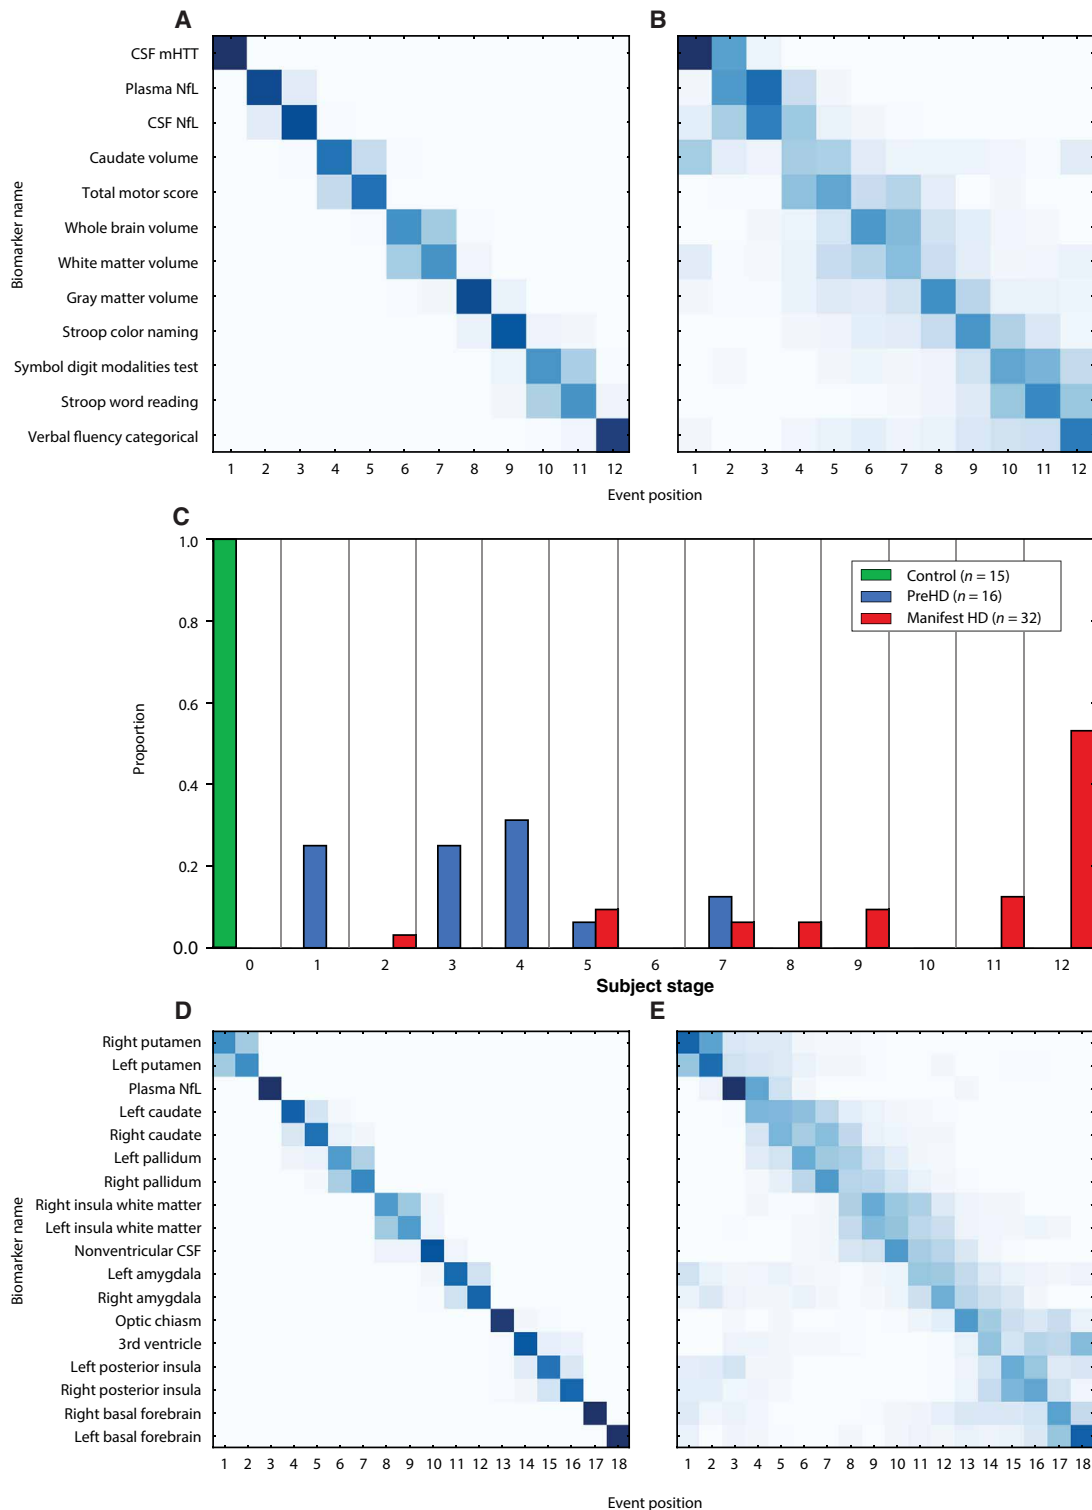 A
B
Biomarker name
CSF mHTT
Plasma NfL
CSF NfL
Caudate volume
Total motor score
Whole brain volume
White matter volume
Gray matter volume
Stroop color naming
Symbol digit modalities test
Stroop word reading
Verbal fluency categorical
1 2 3 4 5 6 7 8 9 10 11 12
1 2 3 4 5 6 7 8 9 10 11 12
Event position
C
Proportion
1.0
0.8
0.6
0.4
0.2
0.0
Control (n = 15)
PreHD (n = 16)
Manifest HD (n = 32)
0 1 2 3 4 5 6 7 8 9 10 11 12
Subject stage
D
E
Biomarker name
Right putamen
Left putamen
Plasma NfL
Left caudate
Right caudate
Left pallidum
Right pallidum
Right insula white matter
Left insula white matter
Nonventricular CSF
Left amygdala
Right amygdala
Optic chiasm
3rd ventricle
Left posterior insula
Right posterior insula
Right basal forebrain
Left basal forebrain
1 2 3 4 5 6 7 8 9 10 11 12 13 14 15 16 17 18
1 2 3 4 5 6 7 8 9 10 11 12 13 14 15 16 17 18
Event position